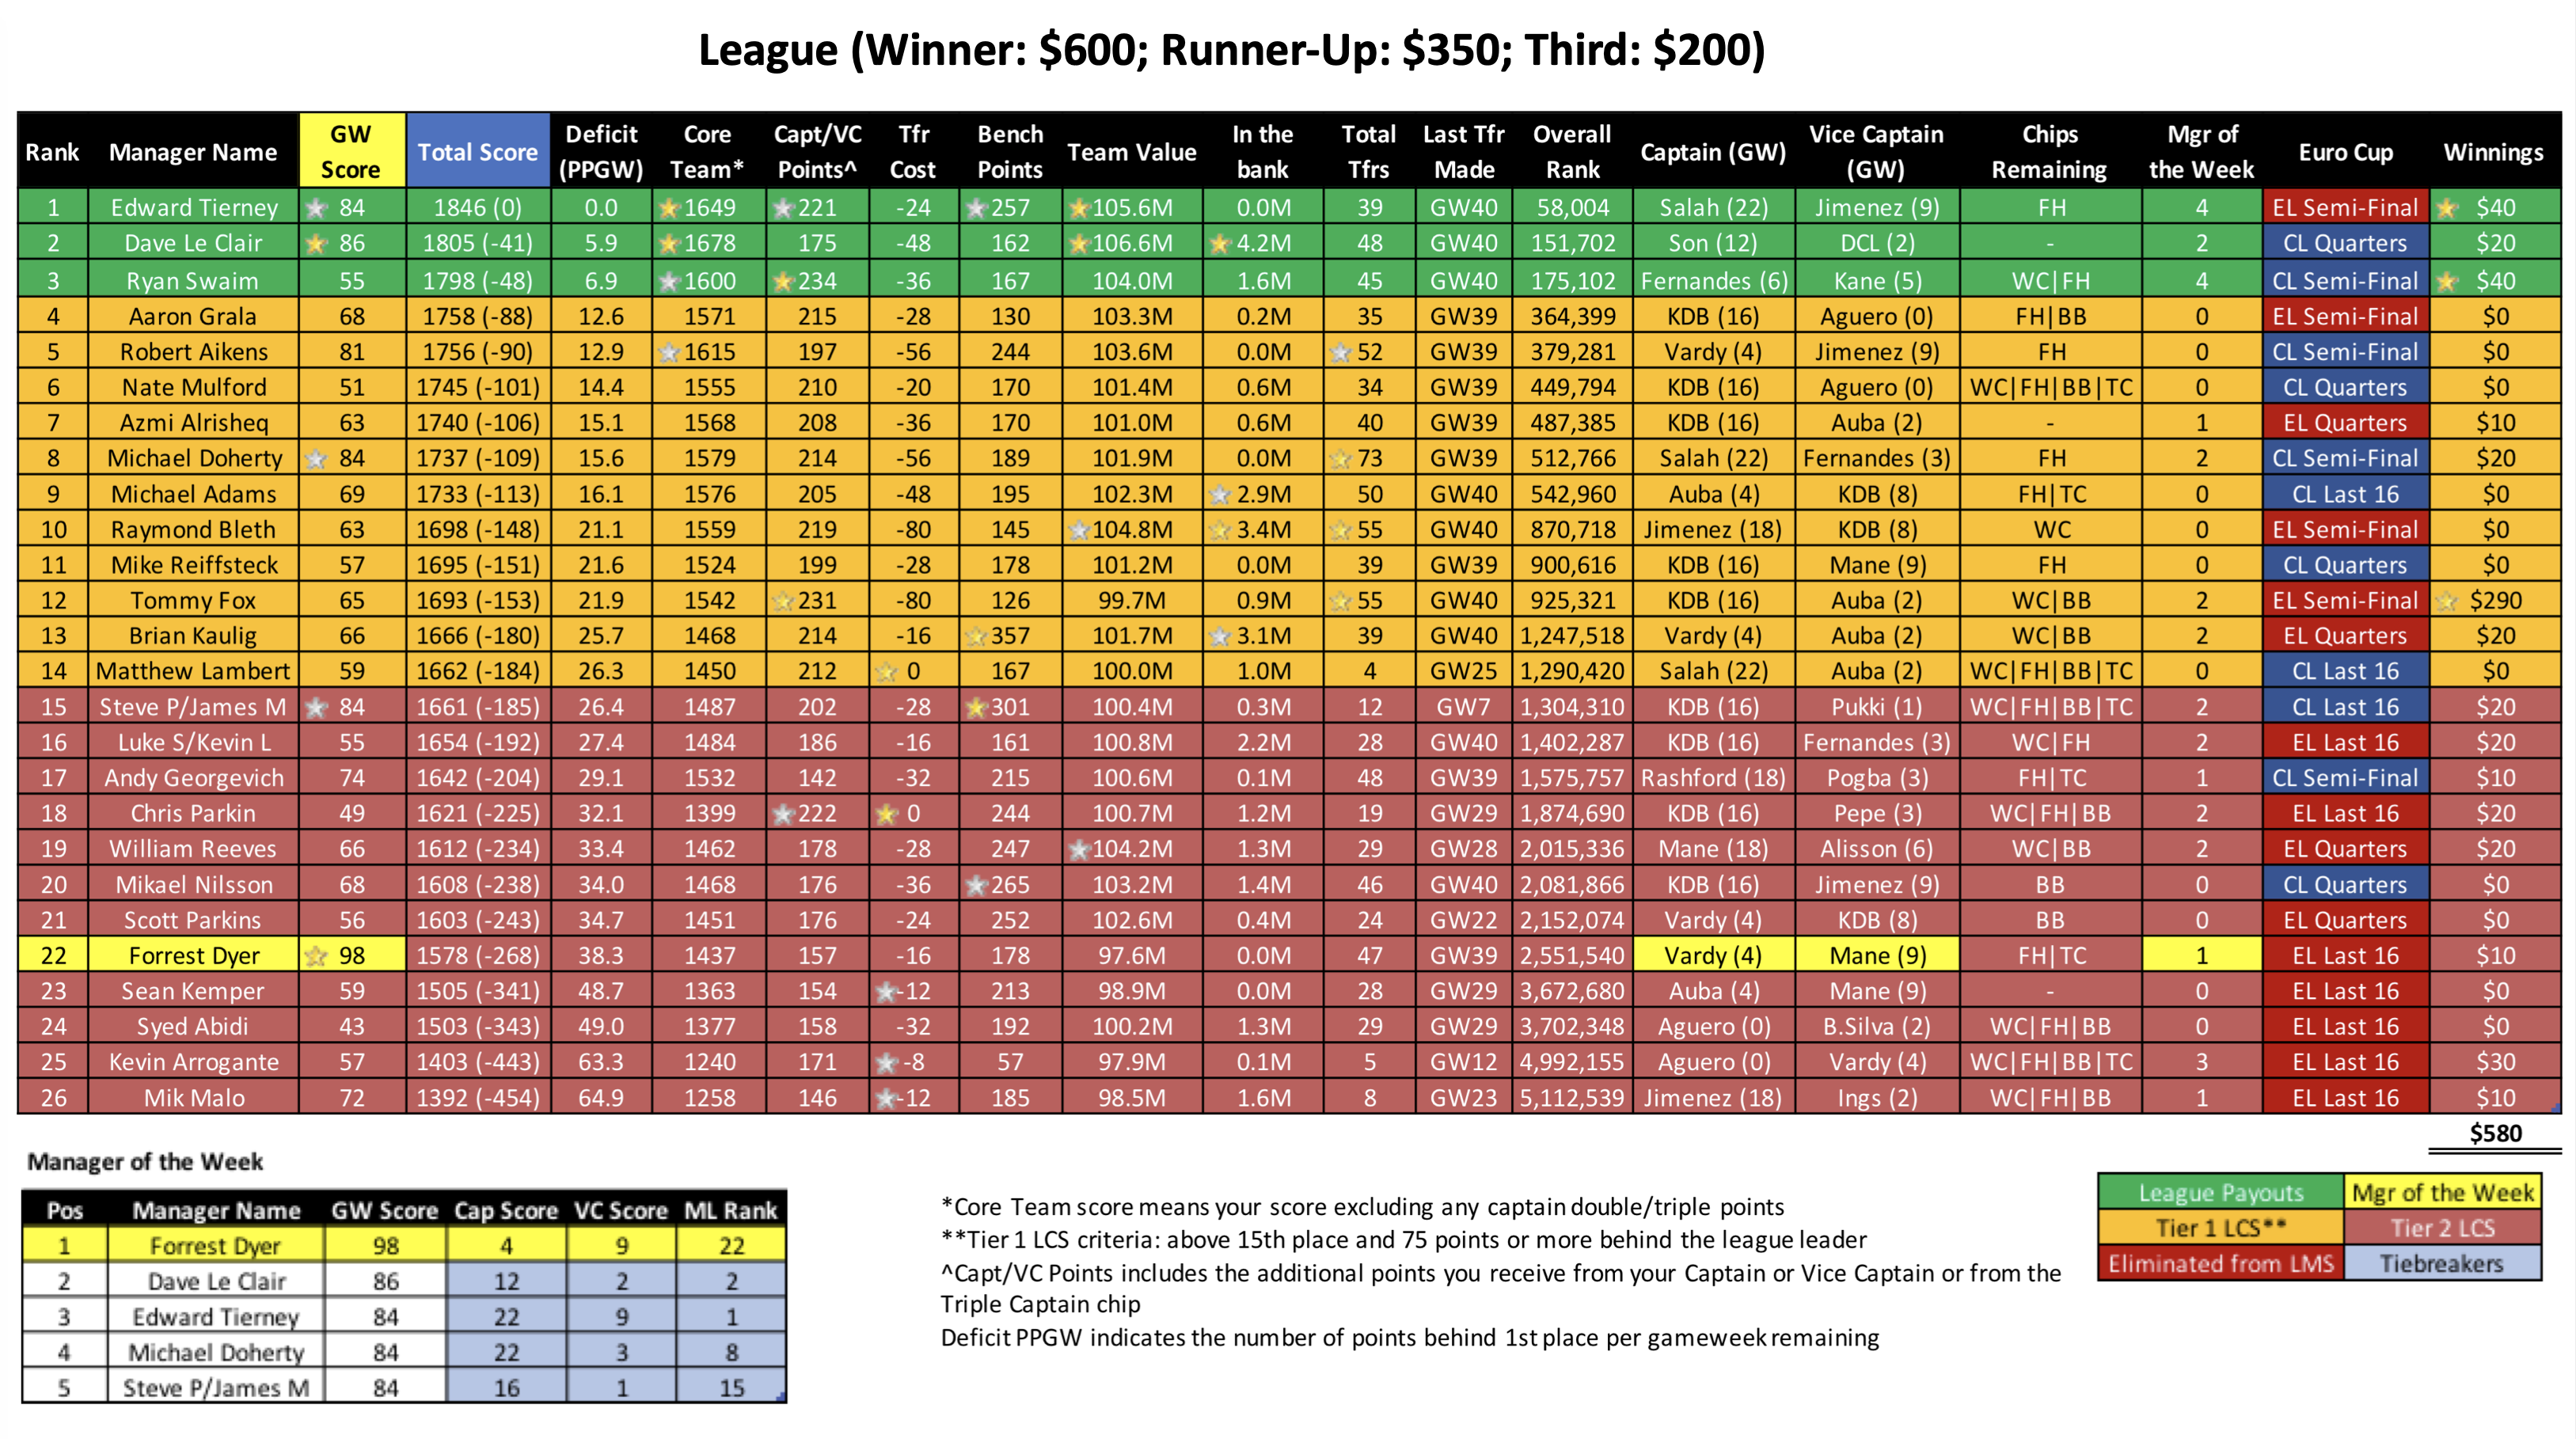 League (Winner: $600; Runner-Up: $350; Third: $200)
Rank Manager Name GW Score Total Score Deficit (PPGW) Core Team* Capt/VC Points^ Tfr Cost Bench Points Team Value In the bank Total Tfrs Last Tfr Made Overall Rank Captain (GW) Vice Captain (GW) Chips Remaining Mgr of the Week Euro Cup Winnings
1 Edward Tierney 84 1846 (0) 0.0 1649 221 -24 257 105.6M 0.0M 39 GW40 58,004 Salah (22) Jimenez (9) FH 4 EL Semi-Final $40
2 Dave Le Clair 86 1805 (-41) 5.9 1678 175 -48 162 106.6M 4.2M 48 GW40 151,702 Son (12) DCL (2) - 2 CL Quarters $20
3 Ryan Swaim 55 1798 (-48) 6.9 1600 234 -36 167 104.0M 1.6M 45 GW40 175,102 Fernandes (6) Kane (5) WC|FH 4 CL Semi-Final $40
4 Aaron Grala 68 1758 (-88) 12.6 1571 215 -28 130 103.3M 0.2M 35 GW39 364,399 KDB (16) Aguero (0) FH|BB 0 EL Semi-Final $0
5 Robert Aikens 81 1756 (-90) 12.9 1615 197 -56 244 103.6M 0.0M 52 GW39 379,281 Vardy (4) Jimenez (9) FH 0 CL Semi-Final $0
6 Nate Mulford 51 1745 (-101) 14.4 1555 210 -20 170 101.4M 0.6M 34 GW39 449,794 KDB (16) Aguero (0) WC|FH|BB|TC 0 CL Quarters $0
7 Azmi Alrisheq 63 1740 (-106) 15.1 1568 208 -36 170 101.0M 0.6M 40 GW39 487,385 KDB (16) Auba (2) - 1 EL Quarters $10
8 Michael Doherty 84 1737 (-109) 15.6 1579 214 -56 189 101.9M 0.0M 73 GW39 512,766 Salah (22) Fernandes (3) FH 2 CL Semi-Final $20
9 Michael Adams 69 1733 (-113) 16.1 1576 205 -48 195 102.3M 2.9M 50 GW40 542,960 Auba (4) KDB (8) FH|TC 0 CL Last 16 $0
10 Raymond Bleth 63 1698 (-148) 21.1 1559 219 -80 145 104.8M 3.4M 55 GW40 870,718 Jimenez (18) KDB (8) WC 0 EL Semi-Final $0
11 Mike Reiffsteck 57 1695 (-151) 21.6 1524 199 -28 178 101.2M 0.0M 39 GW39 900,616 KDB (16) Mane (9) FH 0 CL Quarters $0
12 Tommy Fox 65 1693 (-153) 21.9 1542 231 -80 126 99.7M 0.9M 55 GW40 925,321 KDB (16) Auba (2) WC|BB 2 EL Semi-Final $290
13 Brian Kaulig 66 1666 (-180) 25.7 1468 214 -16 357 101.7M 3.1M 39 GW40 1,247,518 Vardy (4) Auba (2) WC|BB 2 EL Quarters $20
14 Matthew Lambert 59 1662 (-184) 26.3 1450 212 0 167 100.0M 1.0M 4 GW25 1,290,420 Salah (22) Auba (2) WC|FH|BB|TC 0 CL Last 16 $0
15 Steve P/James M 84 1661 (-185) 26.4 1487 202 -28 301 100.4M 0.3M 12 GW7 1,304,310 KDB (16) Pukki (1) WC|FH|BB|TC 2 CL Last 16 $20
16 Luke S/Kevin L 55 1654 (-192) 27.4 1484 186 -16 161 100.8M 2.2M 28 GW40 1,402,287 KDB (16) Fernandes (3) WC|FH 2 EL Last 16 $20
17 Andy Georgevich 74 1642 (-204) 29.1 1532 142 -32 215 100.6M 0.1M 48 GW39 1,575,757 Rashford (18) Pogba (3) FH|TC 1 CL Semi-Final $10
18 Chris Parkin 49 1621 (-225) 32.1 1399 222 0 244 100.7M 1.2M 19 GW29 1,874,690 KDB (16) Pepe (3) WC|FH|BB 2 EL Last 16 $20
19 William Reeves 66 1612 (-234) 33.4 1462 178 -28 247 104.2M 1.3M 29 GW28 2,015,336 Mane (18) Alisson (6) WC|BB 2 EL Quarters $20
20 Mikael Nilsson 68 1608 (-238) 34.0 1468 176 -36 265 103.2M 1.4M 46 GW40 2,081,866 KDB (16) Jimenez (9) BB 0 CL Quarters $0
21 Scott Parkins 56 1603 (-243) 34.7 1451 176 -24 252 102.6M 0.4M 24 GW22 2,152,074 Vardy (4) KDB (8) BB 0 EL Quarters $0
22 Forrest Dyer 98 1578 (-268) 38.3 1437 157 -16 178 97.6M 0.0M 47 GW39 2,551,540 Vardy (4) Mane (9) FH|TC 1 EL Last 16 $10
23 Sean Kemper 59 1505 (-341) 48.7 1363 154 -12 213 98.9M 0.0M 28 GW29 3,672,680 Auba (4) Mane (9) - 0 EL Last 16 $0
24 Syed Abidi 43 1503 (-343) 49.0 1377 158 -32 192 100.2M 1.3M 29 GW29 3,702,348 Aguero (0) B.Silva (2) WC|FH|BB 0 EL Last 16 $0
25 Kevin Arrogante 57 1403 (-443) 63.3 1240 171 -8 57 97.9M 0.1M 5 GW12 4,992,155 Aguero (0) Vardy (4) WC|FH|BB|TC 3 EL Last 16 $30
26 Mik Malo 72 1392 (-454) 64.9 1258 146 -12 185 98.5M 1.6M 8 GW23 5,112,539 Jimenez (18) Ings (2) WC|FH|BB 1 EL Last 16 $10
$580
Manager of the Week
Pos Manager Name GW Score Cap Score VC Score ML Rank
1 Forrest Dyer 98 4 9 22
2 Dave Le Clair 86 12 2 2
3 Edward Tierney 84 22 9 1
4 Michael Doherty 84 22 3 8
5 Steve P/James M 84 16 1 15
*Core Team score means your score excluding any captain double/triple points
**Tier 1 LCS criteria: above 15th place and 75 points or more behind the league leader
^Capt/VC Points includes the additional points you receive from your Captain or Vice Captain or from the
Triple Captain chip
Deficit PPGW indicates the number of points behind 1st place per gameweek remaining
League Payouts Mgr of the Week
Tier 1 LCS** Tier 2 LCS
Eliminated from LMS Tiebreakers